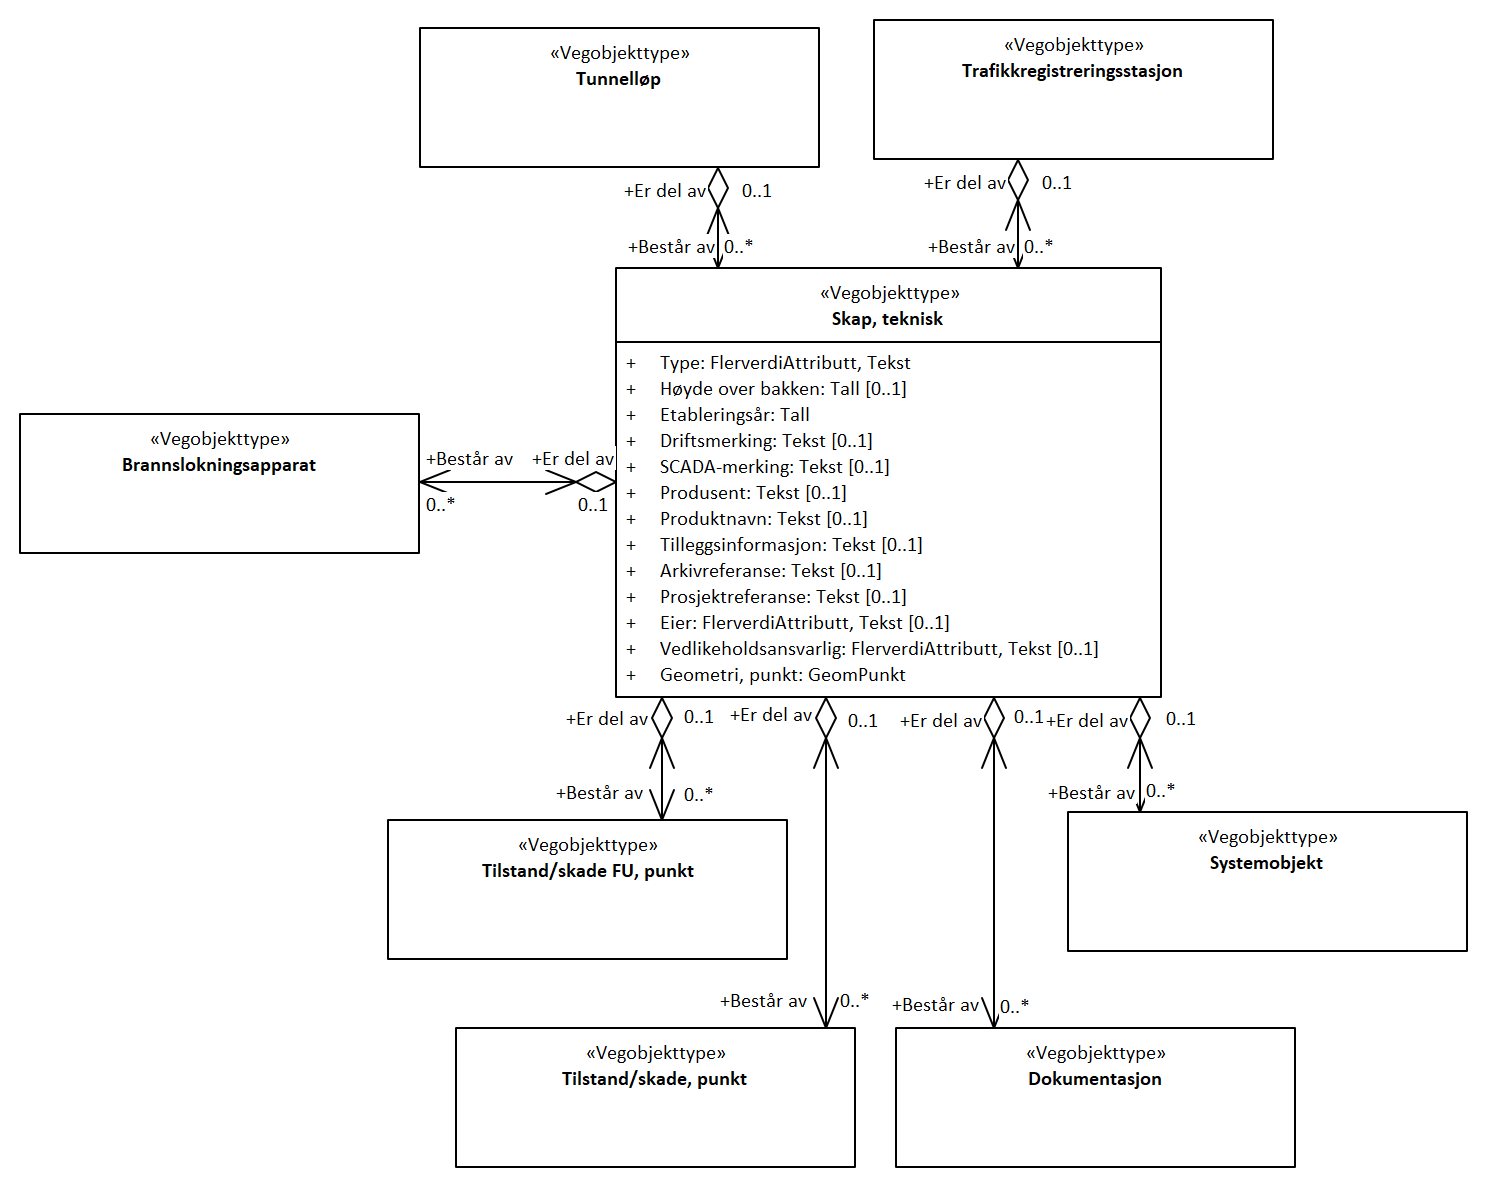 «Vegobjekttype»
Tunnelløp
«Vegobjekttype»
Trafikkregistreringsstasjon
+Er del av
0..1
+Består av
0..*
+Er del av
0..1
+Består av
0..*
«Vegobjekttype»
Skap, teknisk
+ Type: FlerverdiAttributt, Tekst
+ Høyde over bakken: Tall [0..1]
+ Etableringsår: Tall
+ Driftsmerking: Tekst [0..1]
+ SCADA-merking: Tekst [0..1]
+ Produsent: Tekst [0..1]
+ Produktnavn: Tekst [0..1]
+ Tilleggsinformasjon: Tekst [0..1]
+ Arkivreferanse: Tekst [0..1]
+ Prosjektreferanse: Tekst [0..1]
+ Eier: FlerverdiAttributt, Tekst [0..1]
+ Vedlikeholdsansvarlig: FlerverdiAttributt, Tekst [0..1]
+ Geometri, punkt: GeomPunkt
«Vegobjekttype»
Brannslokningsapparat
+Består av
0..*
+Er del av
0..1
+Er del av
0..1
+Består av
0..*
+Er del av
0..1
+Består av
0..*
+Er del av
0..1
+Består av
0..*
+Er del av
0..1
+Består av
0..*
«Vegobjekttype»
Tilstand/skade FU, punkt
«Vegobjekttype»
Systemobjekt
«Vegobjekttype»
Tilstand/skade, punkt
«Vegobjekttype»
Dokumentasjon